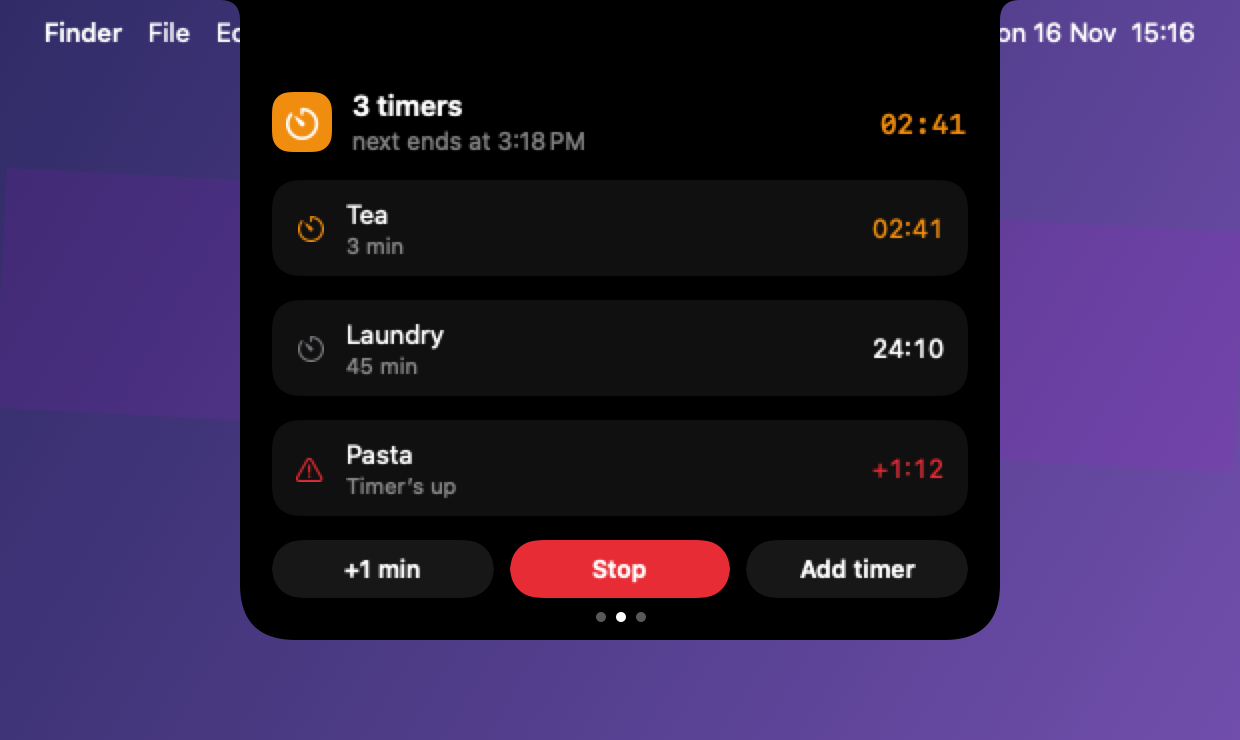 Finder File
16 Nov 15:16
3 timers
next ends at 3:18 PM
02:41
Tea
3 min
02:41
Laundry
45 min
24:10
Pasta
Timer’s up
+1:12
+1 min
Stop
Add timer